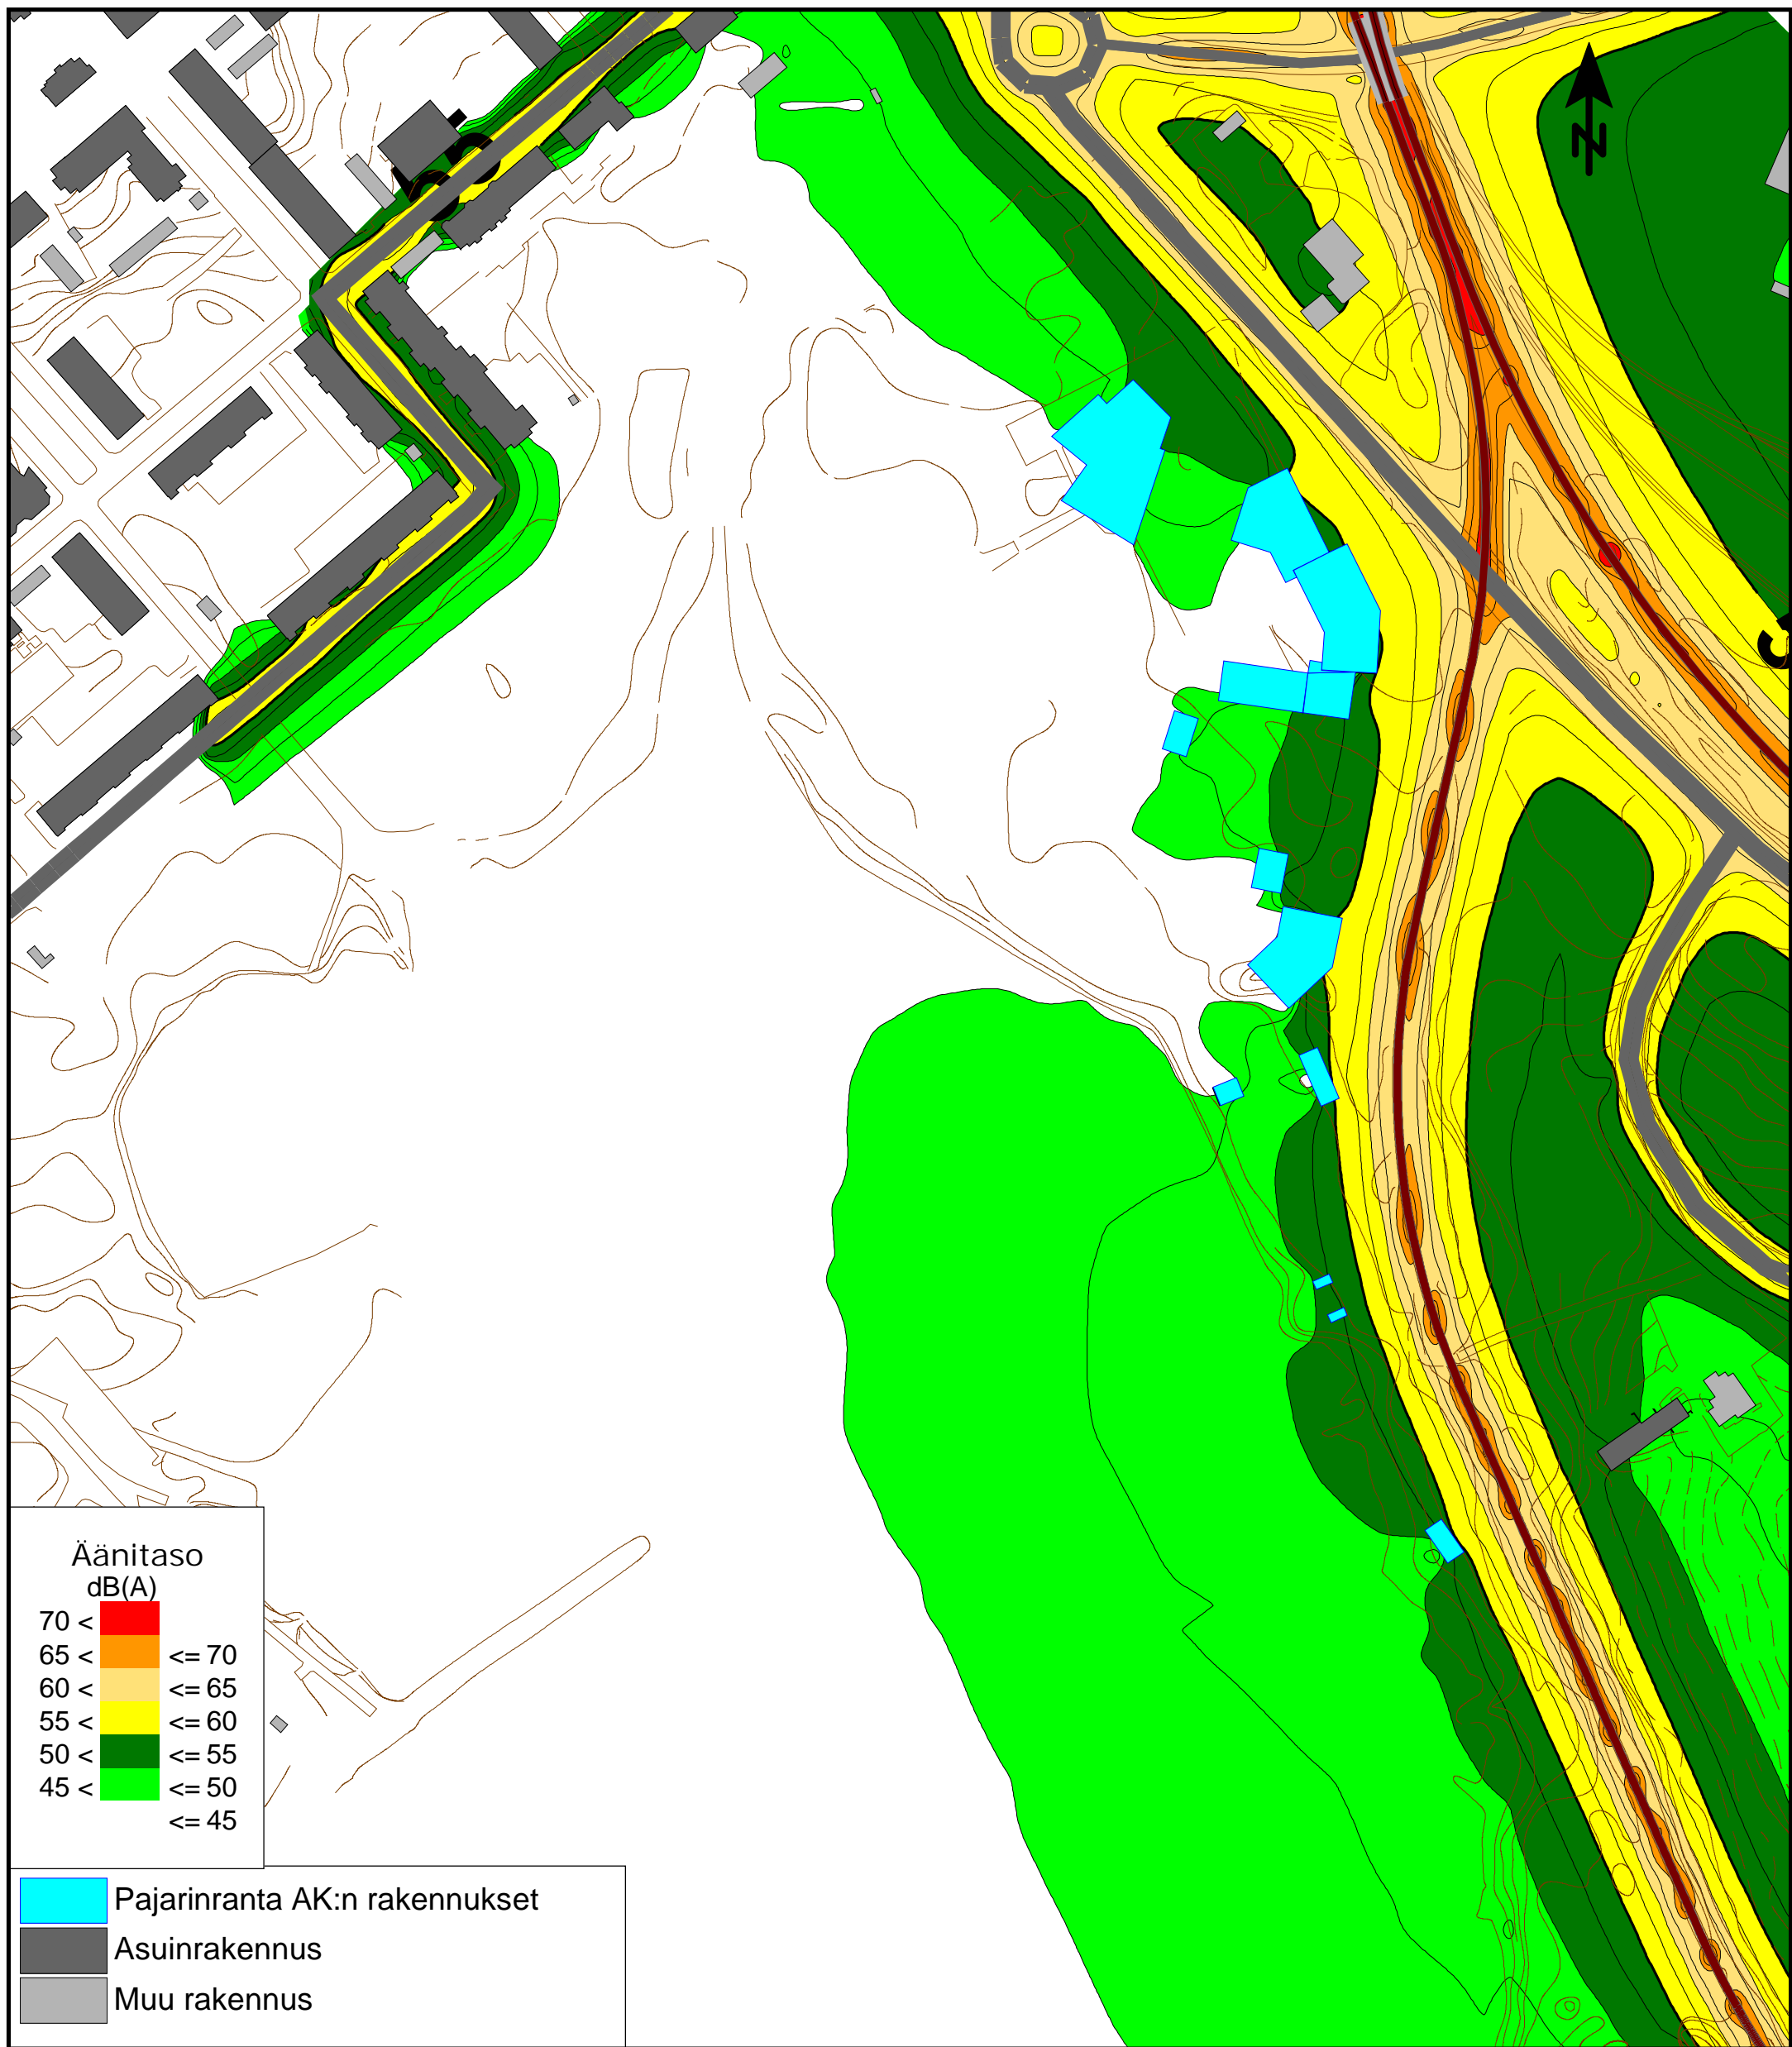 N
Äänitaso
dB(A)
70 <
65 < <= 70
60 < <= 65
55 < <= 60
50 < <= 55
45 < <= 50
<= 45
Pajarinranta AK:n rakennukset
Asuinrakennus
Muu rakennus